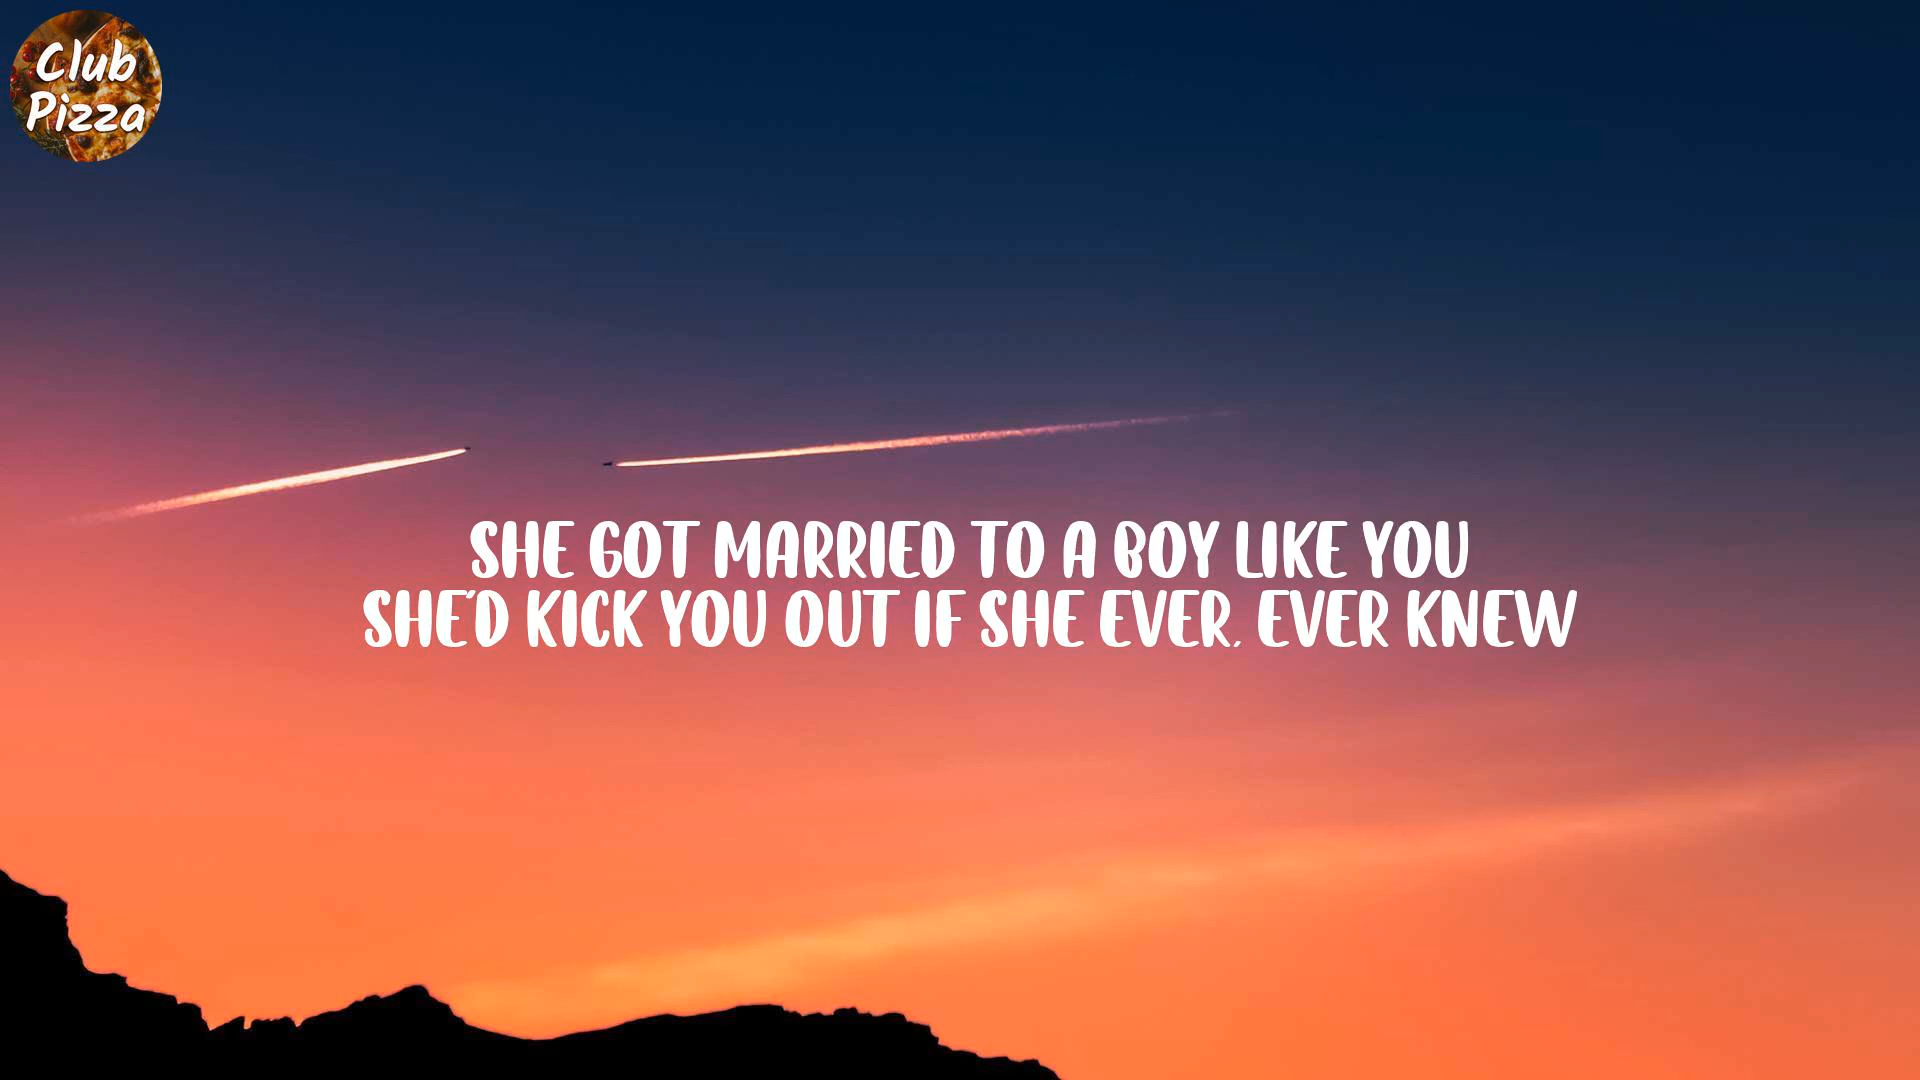 Club
Pizza
SHE GOT MARRIED TO A BOY LIKE YOU
SHE'D KICK YOU OUT IF SHE EVER, EVER KNEW